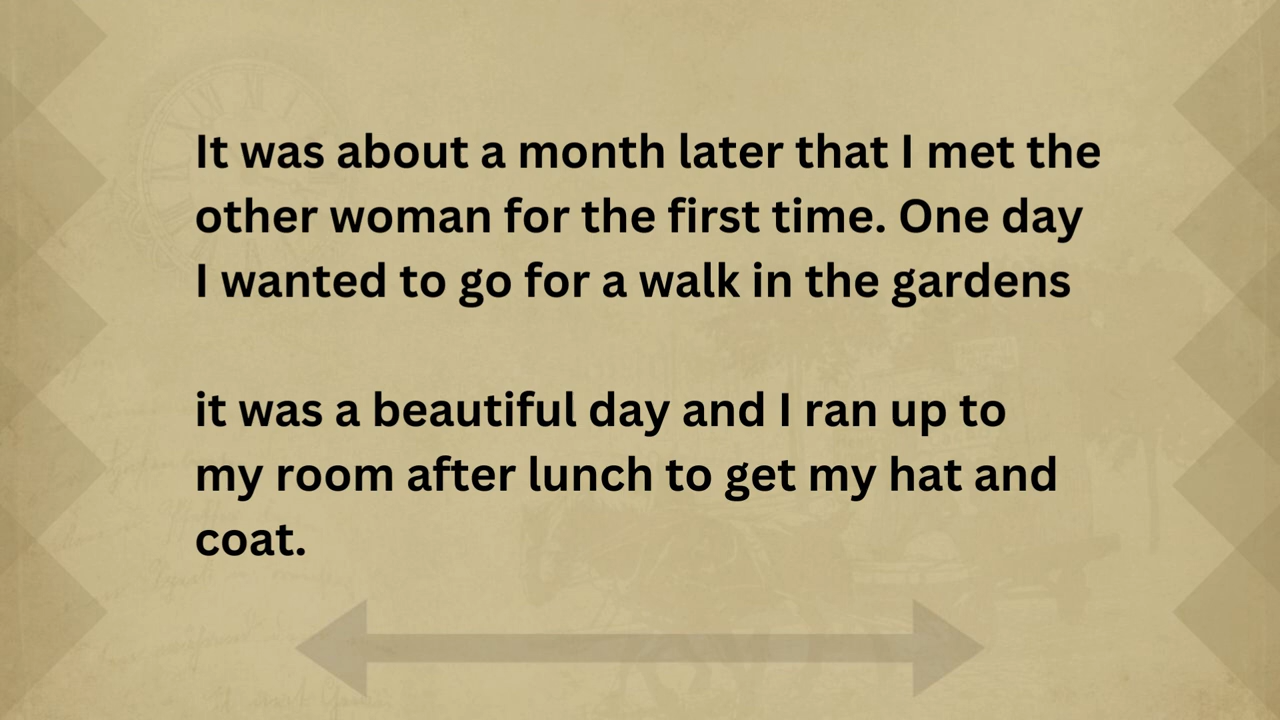 It was about a month later that I met the
other woman for the first time. One day
I wanted to go for a walk in the gardens
it was a beautiful day and I ran up to
my room after lunch to get my hat and
coat.